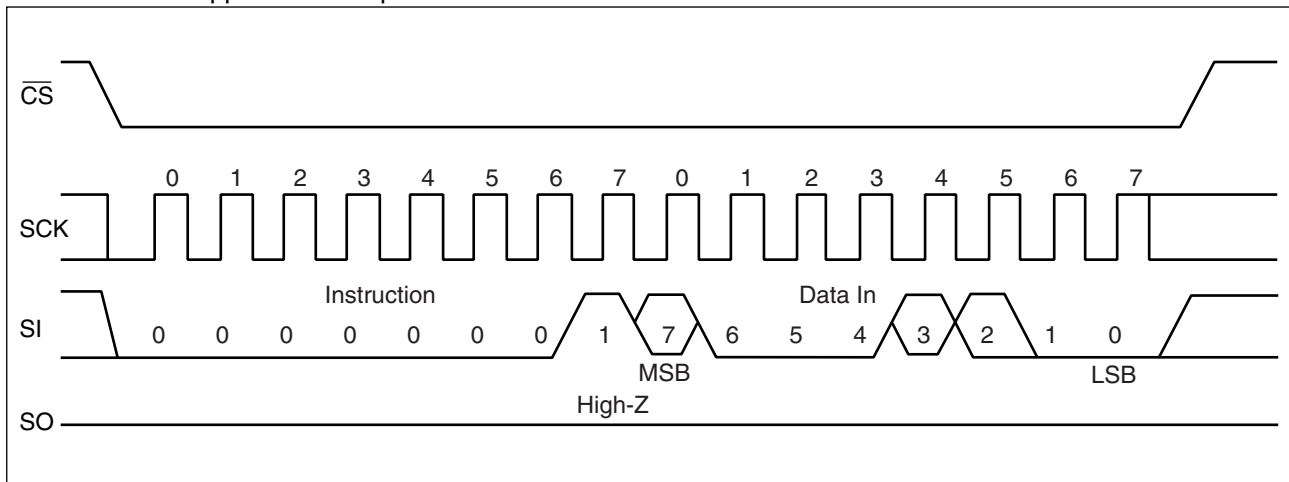 CS
0 1 2 3 4 5 6 7 0 1 2 3 4 5 6 7
SCK
Instruction Data In
SI 0 0 0 0 0 0 0 1 7 6 5 4 3 2 1 0
MSB LSB
High-Z
SO